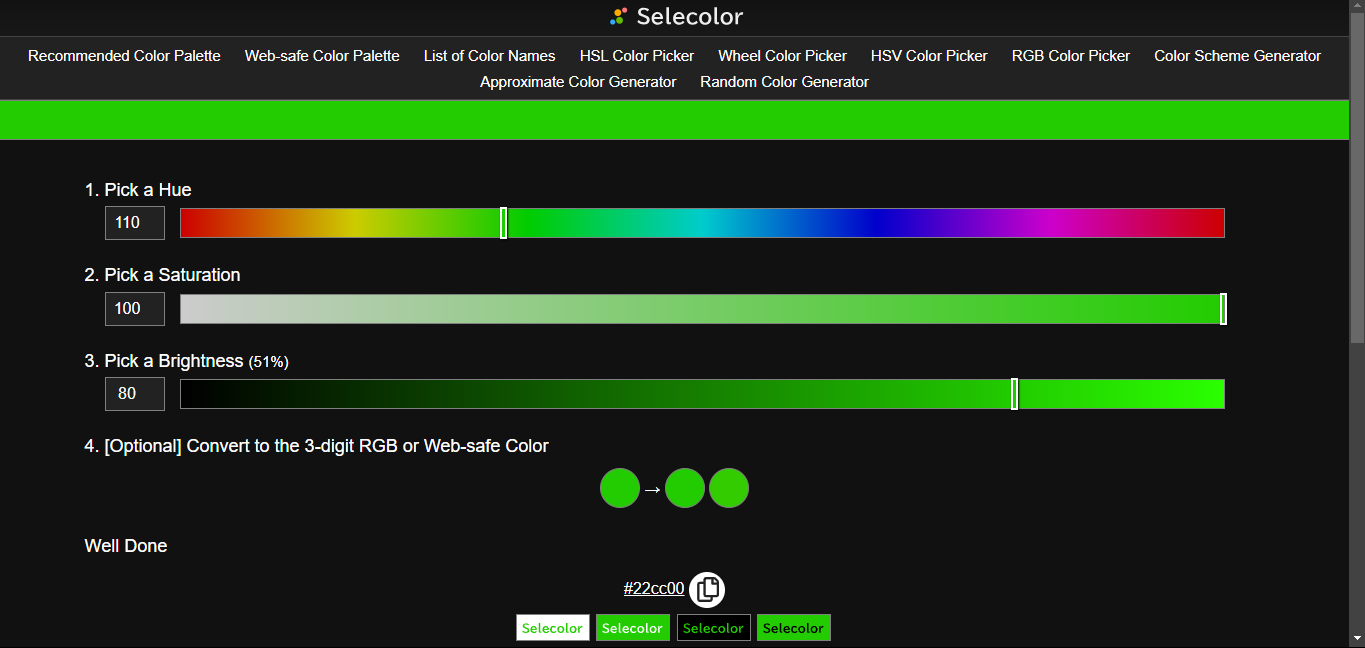 Selecolor
Recommended Color Palette Web-safe Color Palette List of Color Names HSL Color Picker Wheel Color Picker HSV Color Picker RGB Color Picker Color Scheme Generator
Approximate Color Generator Random Color Generator
1. Pick a Hue
110
2. Pick a Saturation
100
3. Pick a Brightness (51%)
80
4. [Optional] Convert to the 3-digit RGB or Web-safe Color
→
Well Done
#22cc00
Selecolor Selecolor Selecolor Selecolor